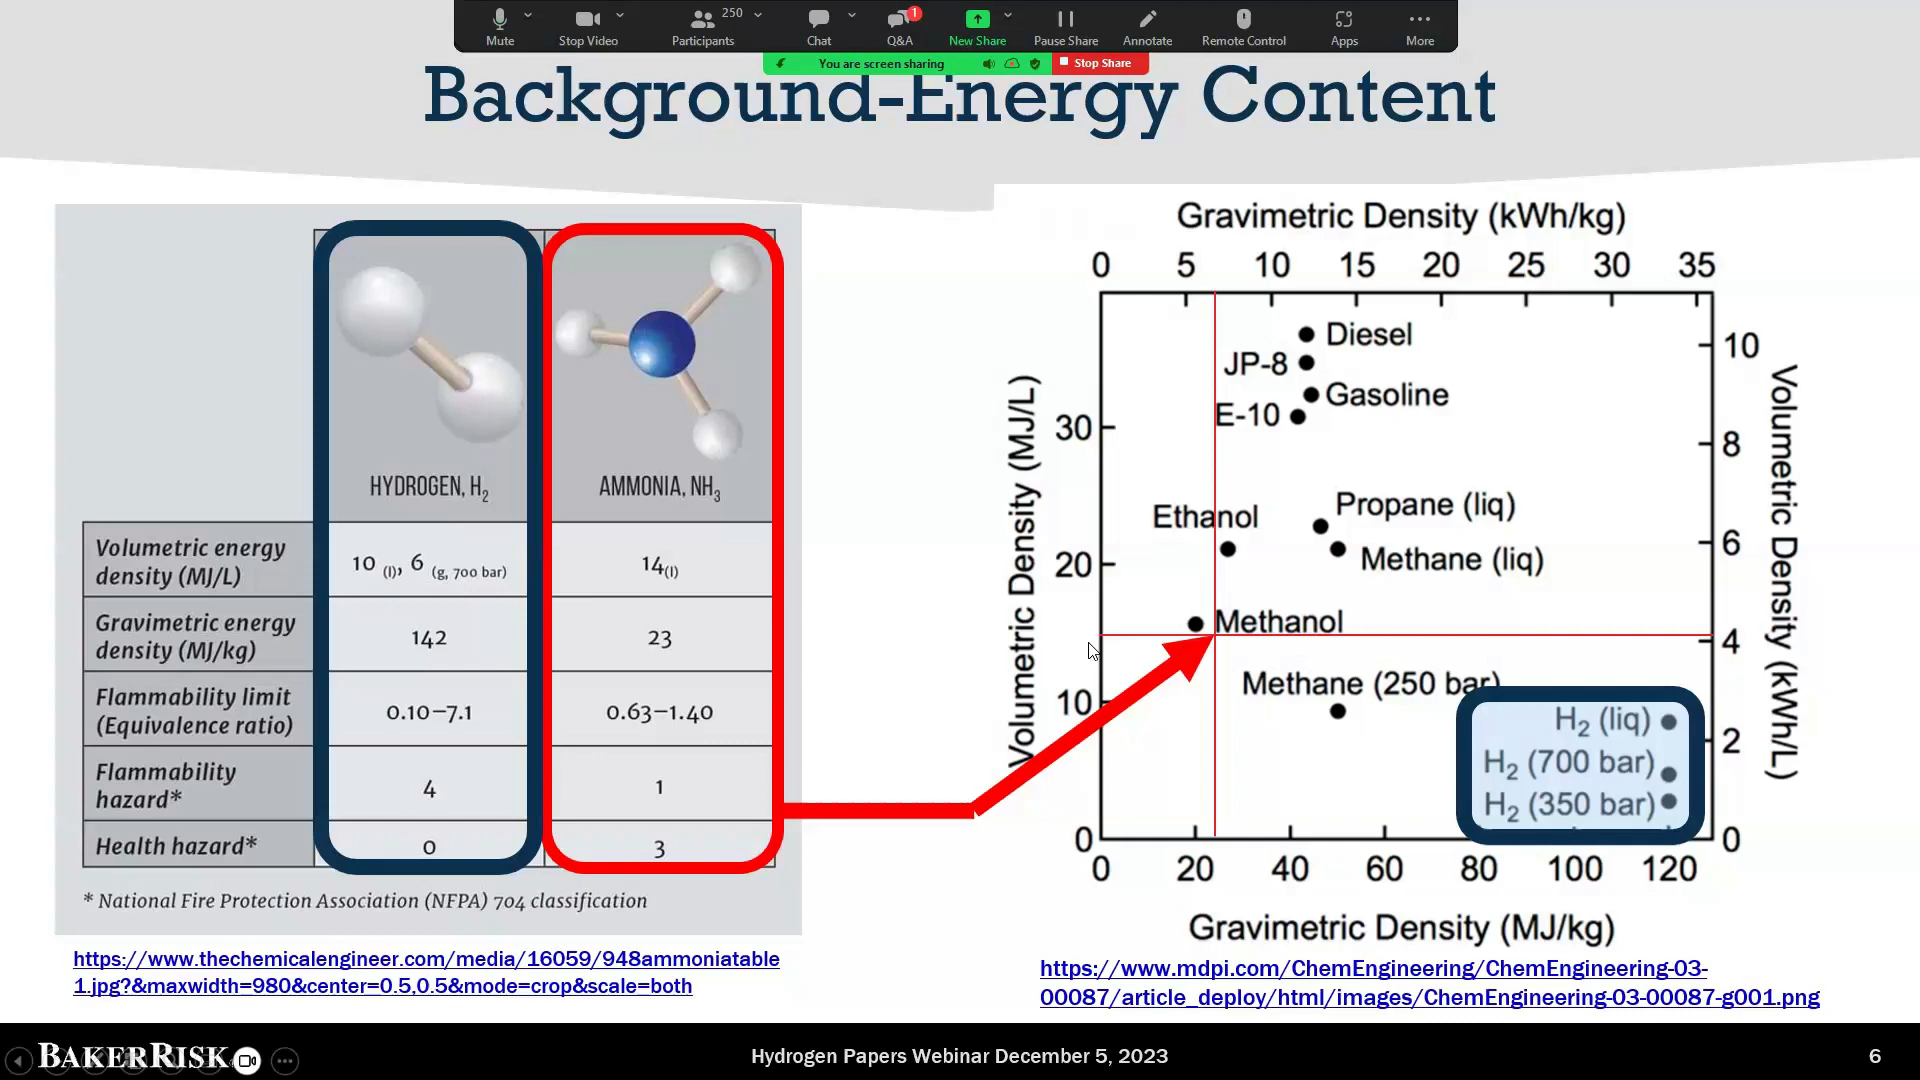 Mute
Stop Video
250
Participants
Chat
1
Q&A
New Share
Pause Share
Annotate
Remote Control
Apps
More
You are screen sharing
Stop Share
Background-Energy Content
HYDROGEN, H2
AMMONIA, NH3
Volumetric energy
density (MJ/L)
10 (l), 6 (g, 700 bar)
14(l)
Gravimetric energy
density (MJ/kg)
142
23
Flammability limit
(Equivalence ratio)
0.10–7.1
0.63–1.40
Flammability
hazard*
4
1
Health hazard*
0
3
* National Fire Protection Association (NFPA) 704 classification
https://www.thechemicalengineer.com/media/16059/948ammoniatable
1.jpg?&maxwidth=980&center=0.5,0.5&mode=crop&scale=both
Gravimetric Density (kWh/kg)
0 5 10 15 20 25 30 35
Volumetric Density (MJ/L)
30
20
10
0
Diesel
JP-8
Gasoline
E-10
Ethanol
Propane (liq)
Methane (liq)
Methanol
Methane (250 bar)
H2 (liq)
H2 (700 bar)
H2 (350 bar)
10
8
6
4
2
0
Volumetric Density (kWh/L)
0 20 40 60 80 100 120
Gravimetric Density (MJ/kg)
https://www.mdpi.com/ChemEngineering/ChemEngineering-03-
00087/article_deploy/html/images/ChemEngineering-03-00087-g001.png
BAKERRISK
Hydrogen Papers Webinar December 5, 2023
6